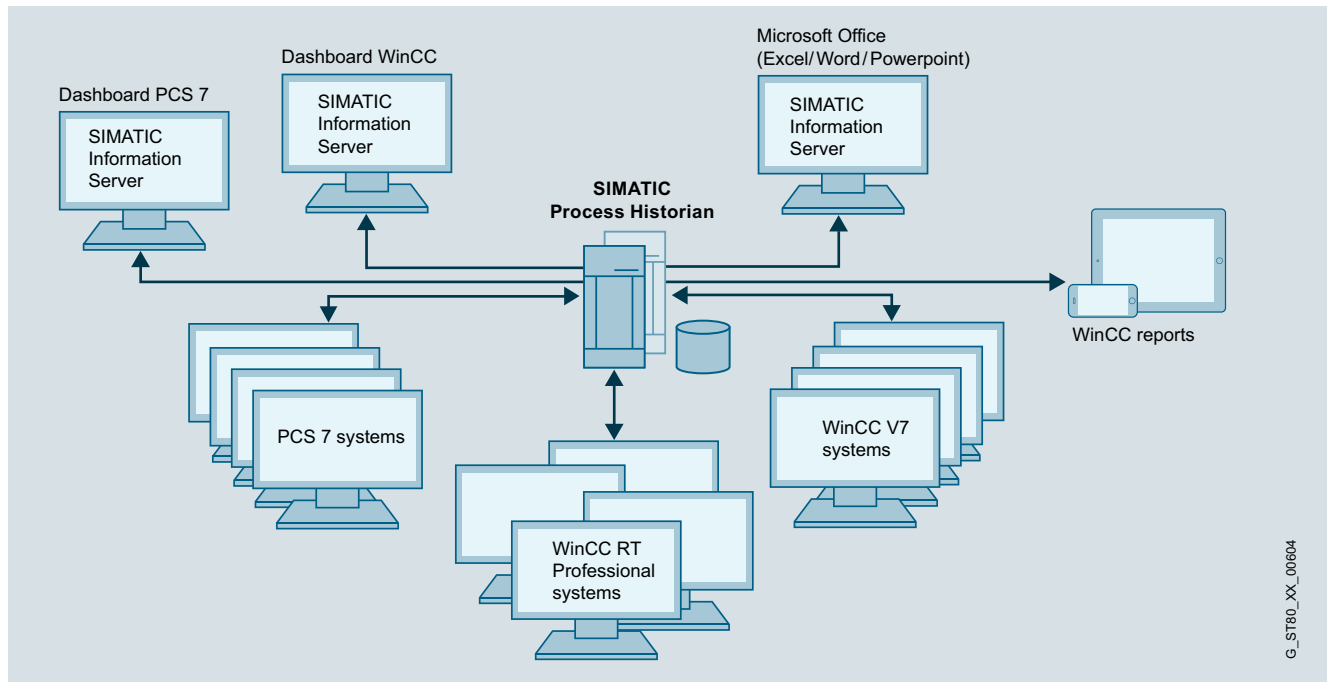 Microsoft Office
(Excel/Word/Powerpoint)
Dashboard WinCC
Dashboard PCS 7
SIMATIC
Information
Server
SIMATIC
Information
Server
SIMATIC
Information
Server
SIMATIC
Process Historian
WinCC reports
PCS 7 systems
WinCC V7
systems
WinCC RT
Professional
systems
G_ST80_XX_00604